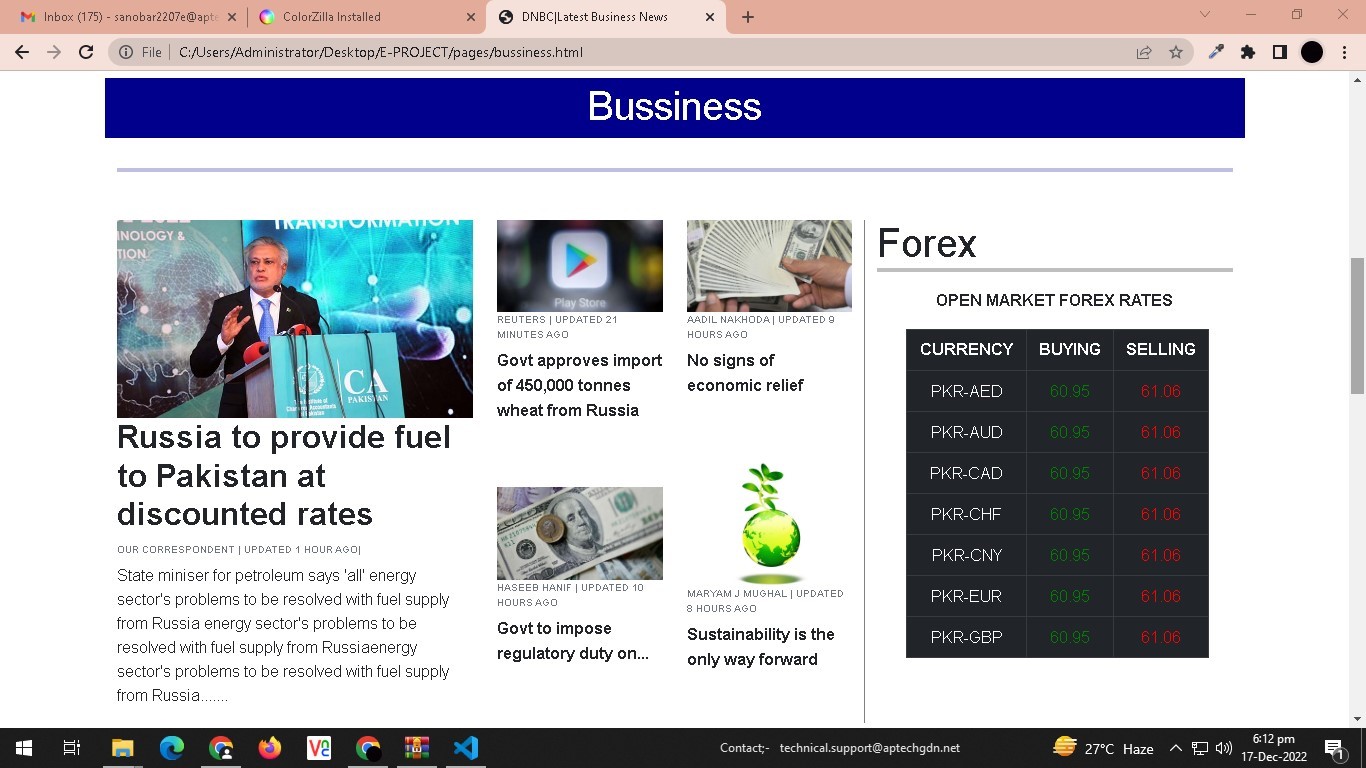 Inbox (175) - sanobar2207e@apte
ColorZilla Installed
DNBC|Latest Business News
File
C:/Users/Administrator/Desktop/E-PROJECT/pages/bussiness.html
Bussiness
TRANSFORMATION
NOLOGY &
TION
CA
PAKISTAN
Russia to provide fuel
to Pakistan at
discounted rates
OUR CORRESPONDENT | UPDATED 1 HOUR AGO|
State miniser for petroleum says 'all' energy
sector's problems to be resolved with fuel supply
from Russia energy sector's problems to be
resolved with fuel supply from Russiaenergy
sector's problems to be resolved with fuel supply
from Russia.......
Play Store
REUTERS | UPDATED 21
MINUTES AGO
Govt approves import
of 450,000 tonnes
wheat from Russia
AADIL NAKHODA | UPDATED 9
HOURS AGO
No signs of
economic relief
HASEEB HANIF | UPDATED 10
HOURS AGO
Govt to impose
regulatory duty on...
MARYAM J MUGHAL | UPDATED
8 HOURS AGO
Sustainability is the
only way forward
Forex
OPEN MARKET FOREX RATES
CURRENCY BUYING SELLING
PKR-AED 60.95 61.06
PKR-AUD 60.95 61.06
PKR-CAD 60.95 61.06
PKR-CHF 60.95 61.06
PKR-CNY 60.95 61.06
PKR-EUR 60.95 61.06
PKR-GBP 60.95 61.06
Contact;- technical.support@aptechgdn.net
27°C Haze
6:12 pm
17-Dec-2022
1